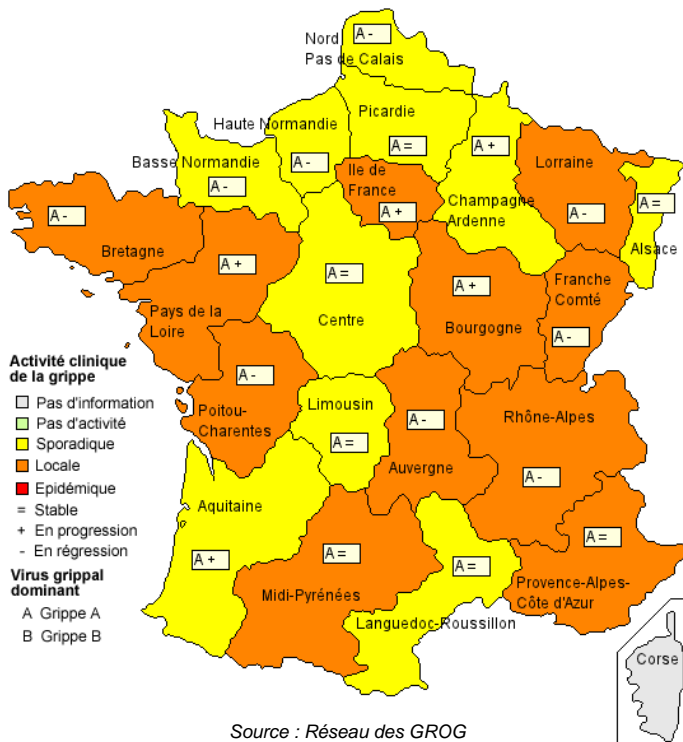 A -
Nord
Pas de Calais
Picardie
A =
Haute Normandie
A -
A +
Champagne
Ardenne
Basse Normandie
A -
Ile de
France
A +
Lorraine
A -
A =
Alsace
A -
Bretagne
A +
Pays de la
Loire
A =
Centre
A +
Bourgogne
Franche
Comté
A -
A -
Poitou-
Charentes
Limousin
A =
A -
Auvergne
Rhône-Alpes
A -
Aquitaine
A +
A =
Midi-Pyrénées
A =
Languedoc-Roussillon
A =
Provence-Alpes-
Côte d'Azur
Corse
Activité clinique
de la grippe
Pas d'information
Pas d'activité
Sporadique
Locale
Epidémique
= Stable
+ En progression
- En régression
Virus grippal
dominant
A Grippe A
B Grippe B
Source : Réseau des GROG